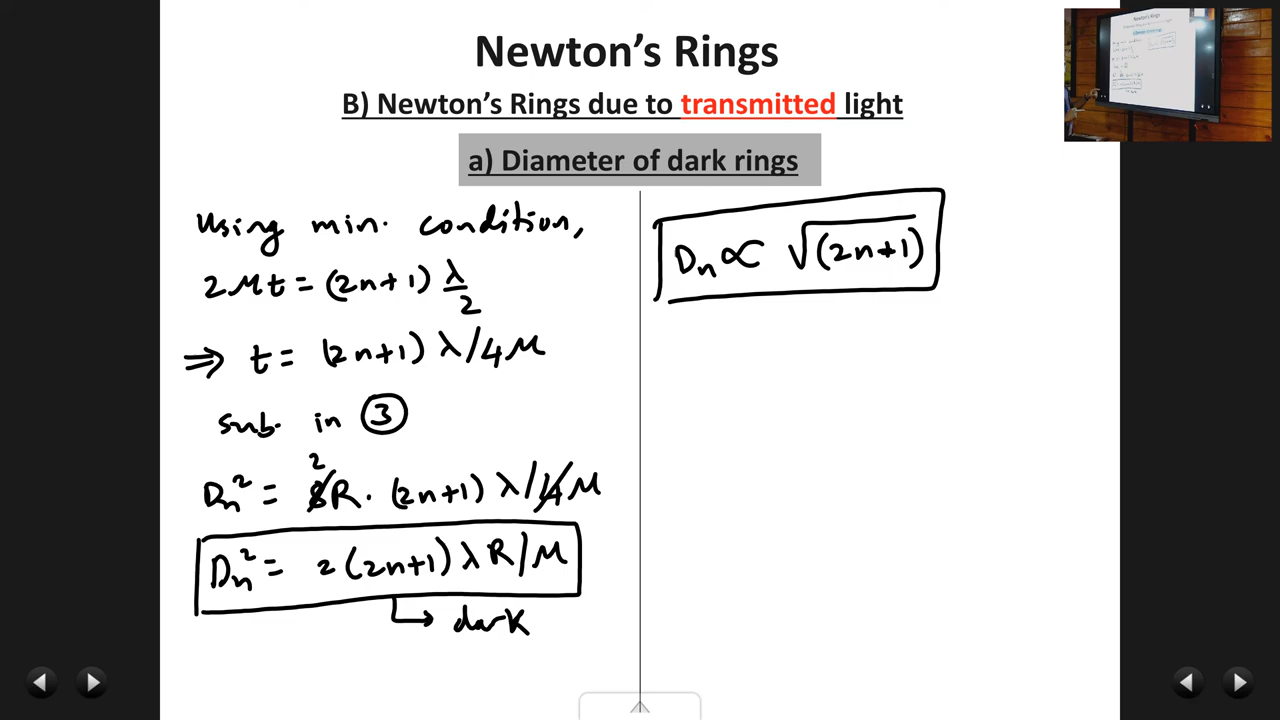 Newton's Rings
B) Newton's Rings due to transmitted light
a) Diameter of dark rings
Using min. condition,
2μt = (2n+1) λ/2
⇒ t = (2n+1) λ/4μ
sub. in ③
Dn² = 8R · (2n+1) λ/4μ
2
Dn² = 2(2n+1) λR/μ
→ dark
Dn ∝ √(2n+1)